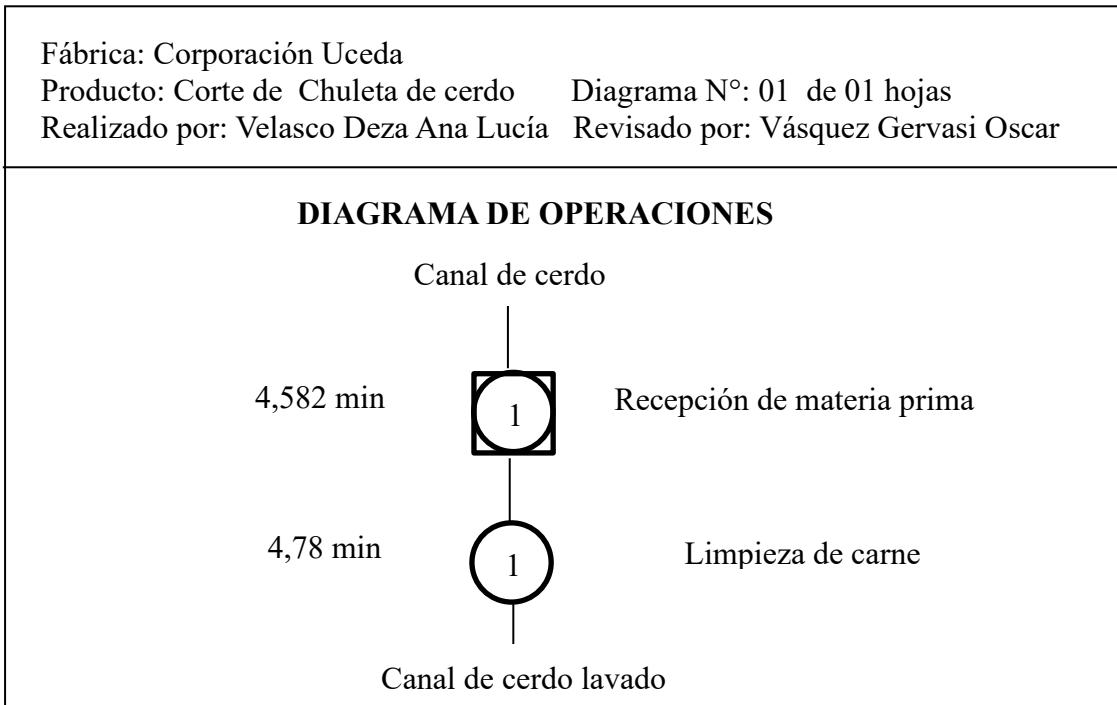 Fábrica: Corporación Uceda
Producto: Corte de Chuleta de cerdo Diagrama N°: 01 de 01 hojas
Realizado por: Velasco Deza Ana Lucía Revisado por: Vásquez Gervasi Oscar
DIAGRAMA DE OPERACIONES
Canal de cerdo
4,582 min 1 Recepción de materia prima
4,78 min 1 Limpieza de carne
Canal de cerdo lavado